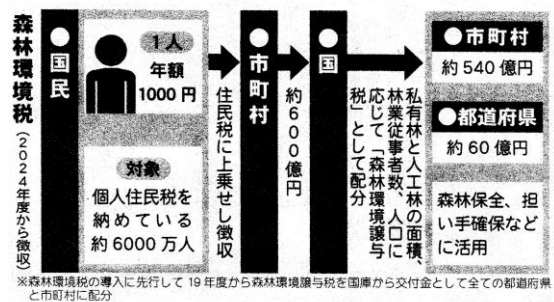 森林環境税(2024年度から徴収)
●国民
1人
年額
1000円
対象
個人住民税を
納めている
約6000万人
住民税に上乗せし徴収
●市町村
約600億円
●国
私有林と人工林の面積、
林業従事者数、人口に
応じて「森林環境譲与
税」として配分
●市町村
約540億円
●都道府県
約60億円
森林保全、担
い手確保など
に活用
※森林環境税の導入に先行して19年度から森林環境譲与税を国庫から交付金として全ての都道府県
と市町村に配分